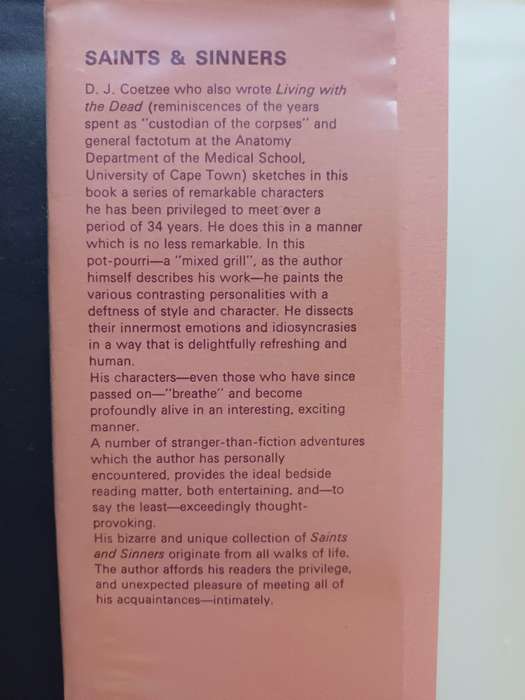 SAINTS & SINNERS
D. J. Coetzee who also wrote Living with
the Dead (reminiscences of the years
spent as "custodian of the corpses" and
general factotum at the Anatomy
Department of the Medical School,
University of Cape Town) sketches in this
book a series of remarkable characters
he has been privileged to meet over a
period of 34 years. He does this in a manner
which is no less remarkable. In this
pot-pourri—a "mixed grill", as the author
himself describes his work—he paints the
various contrasting personalities with a
deftness of style and character. He dissects
their innermost emotions and idiosyncrasies
in a way that is delightfully refreshing and
human.
His characters—even those who have since
passed on—"breathe" and become
profoundly alive in an interesting, exciting
manner.
A number of stranger-than-fiction adventures
which the author has personally
encountered, provides the ideal bedside
reading matter, both entertaining, and—to
say the least—exceedingly thought-
provoking.
His bizarre and unique collection of Saints
and Sinners originate from all walks of life.
The author affords his readers the privilege,
and unexpected pleasure of meeting all of
his acquaintances—intimately.